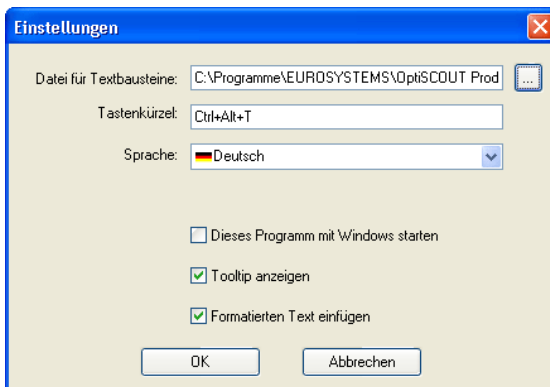 Einstellungen
Datei für Textbausteine: C:\Programme\EUROSYSTEMS\OptiSCOUT Prod ...
Tastenkürzel: Ctrl+Alt+T
Sprache: Deutsch
Dieses Programm mit Windows starten
Tooltip anzeigen
Formatierten Text einfügen
OK Abbrechen